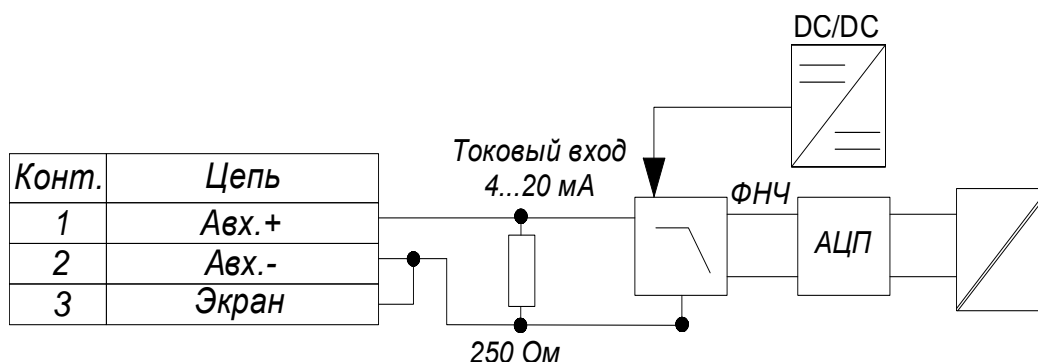 DC/DC
Токовый вход
4...20 мА
Конт. Цепь
1 Авх.+
2 Авх.-
3 Экран
ФНЧ
АЦП
250 Ом